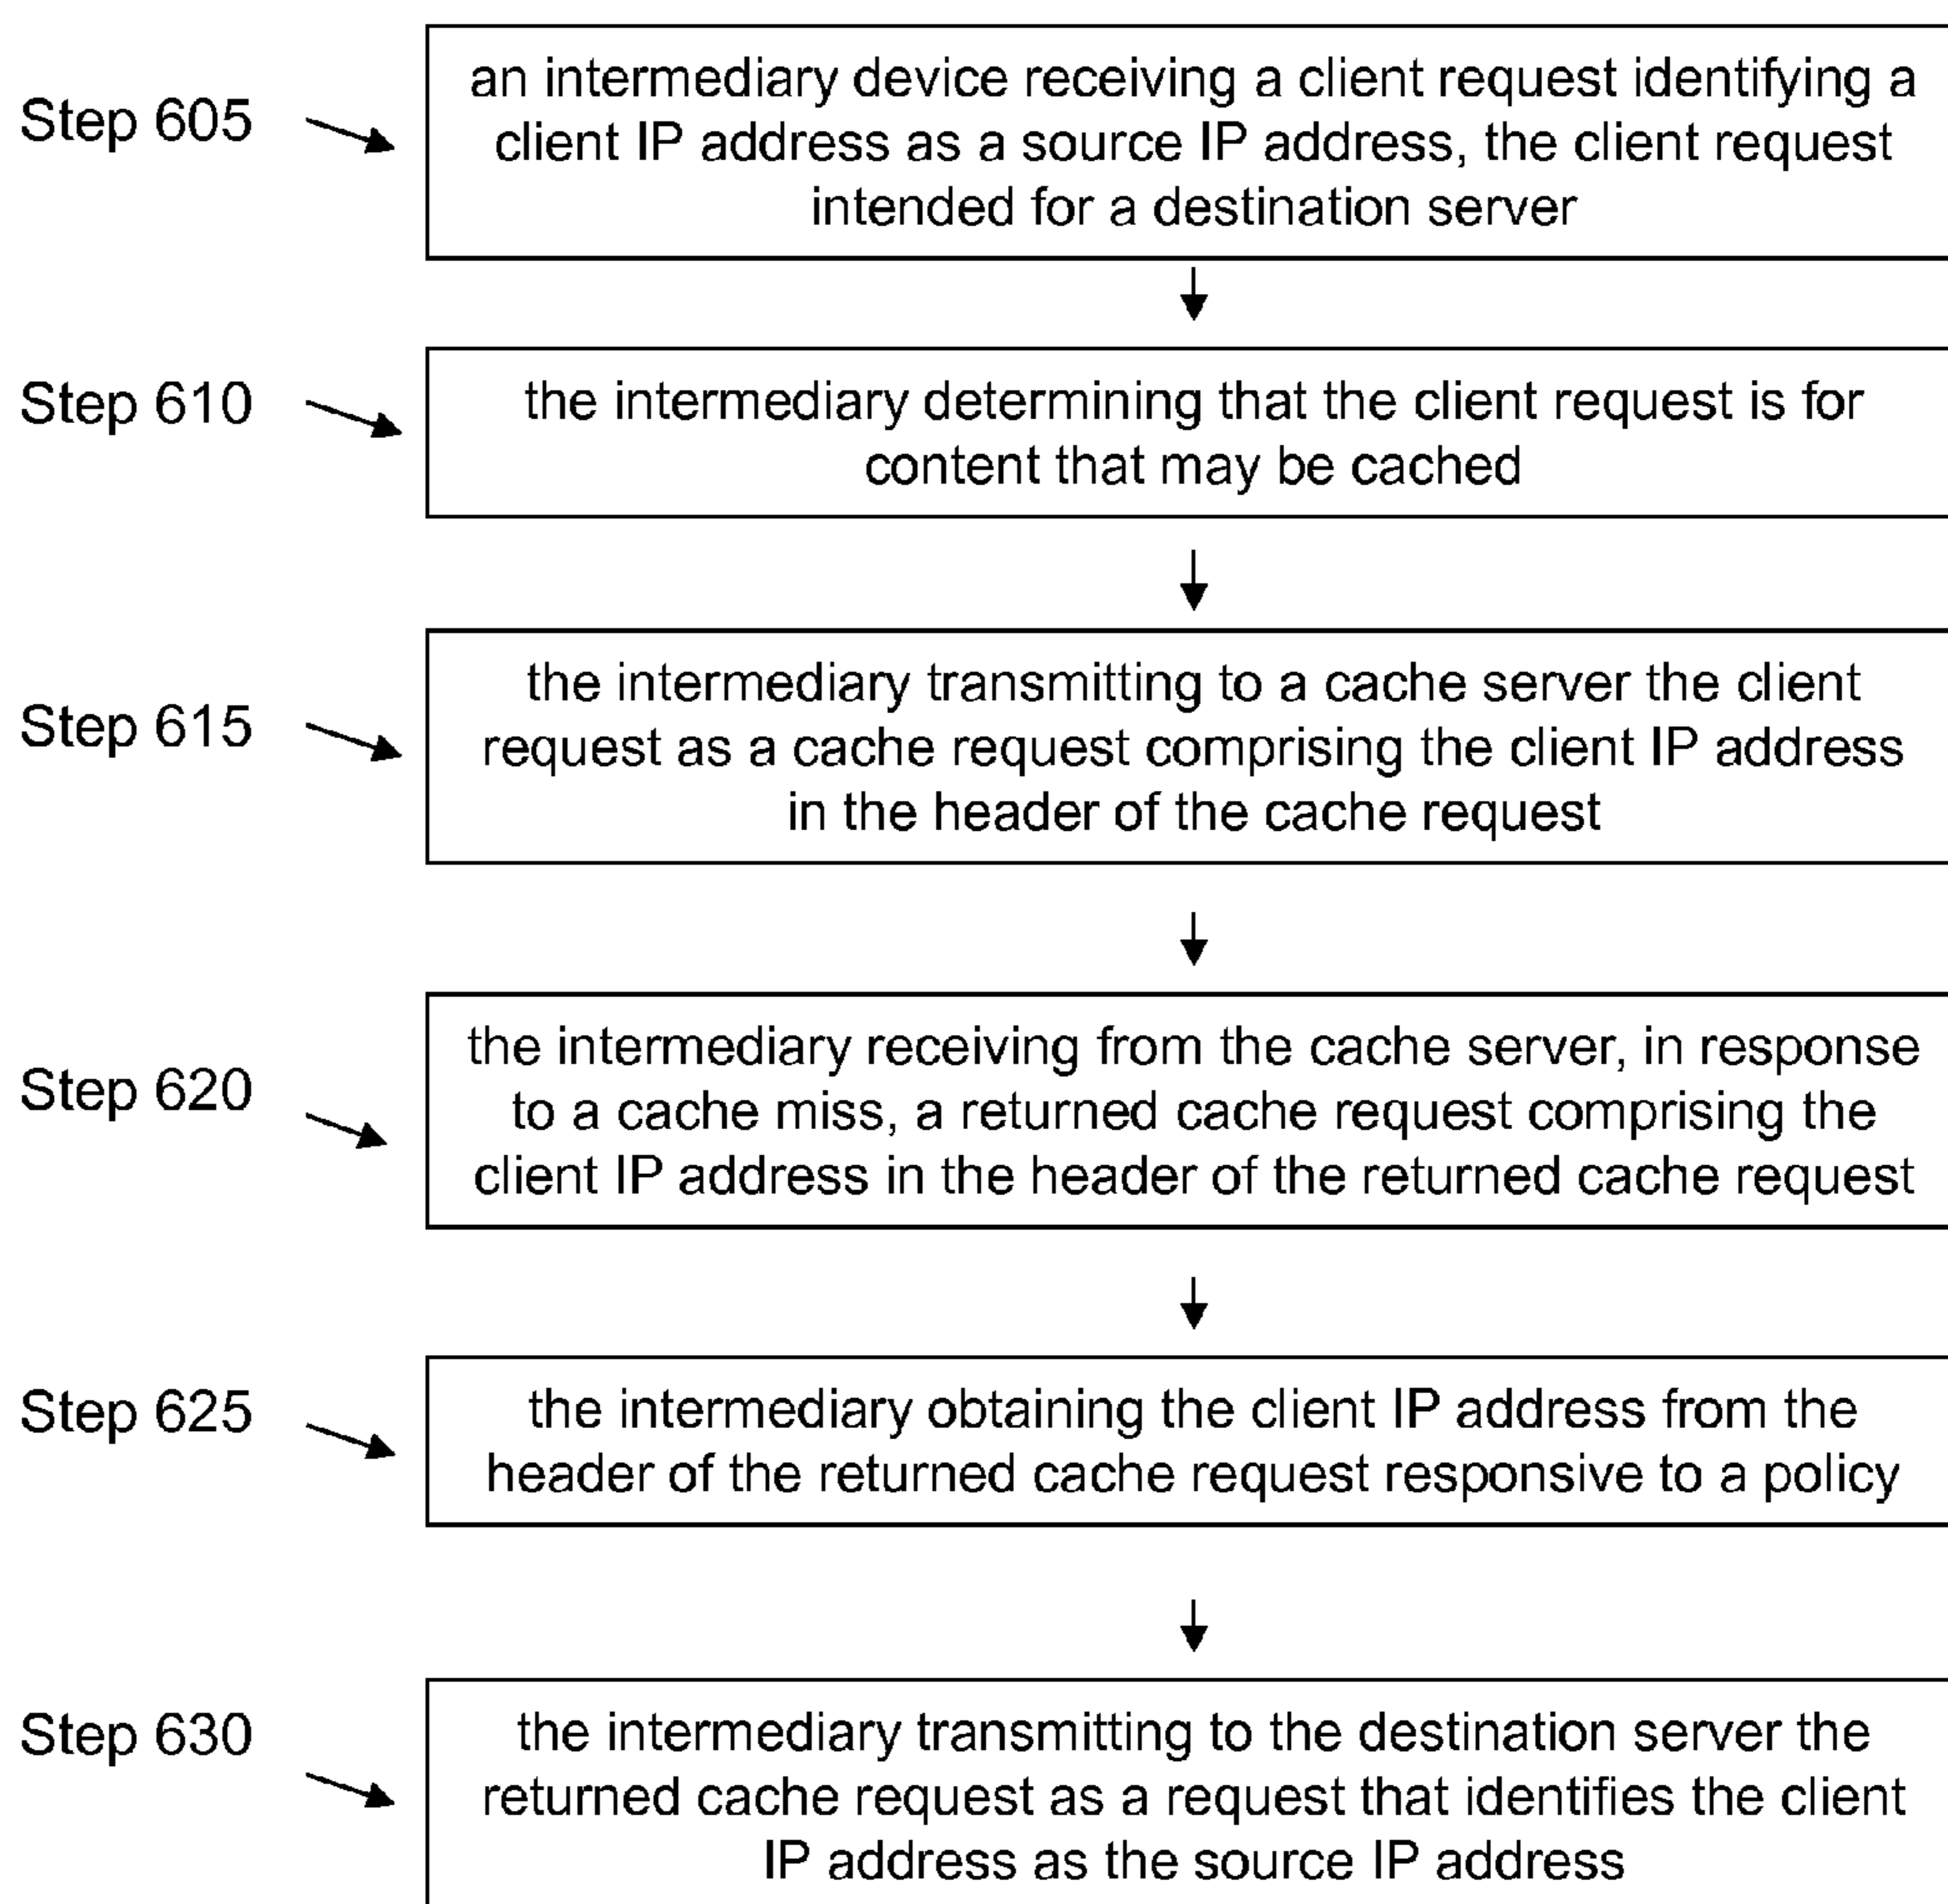 Step 605
an intermediary device receiving a client request identifying a
client IP address as a source IP address, the client request
intended for a destination server
Step 610
the intermediary determining that the client request is for
content that may be cached
Step 615
the intermediary transmitting to a cache server the client
request as a cache request comprising the client IP address
in the header of the cache request
Step 620
the intermediary receiving from the cache server, in response
to a cache miss, a returned cache request comprising the
client IP address in the header of the returned cache request
Step 625
the intermediary obtaining the client IP address from the
header of the returned cache request responsive to a policy
Step 630
the intermediary transmitting to the destination server the
returned cache request as a request that identifies the client
IP address as the source IP address